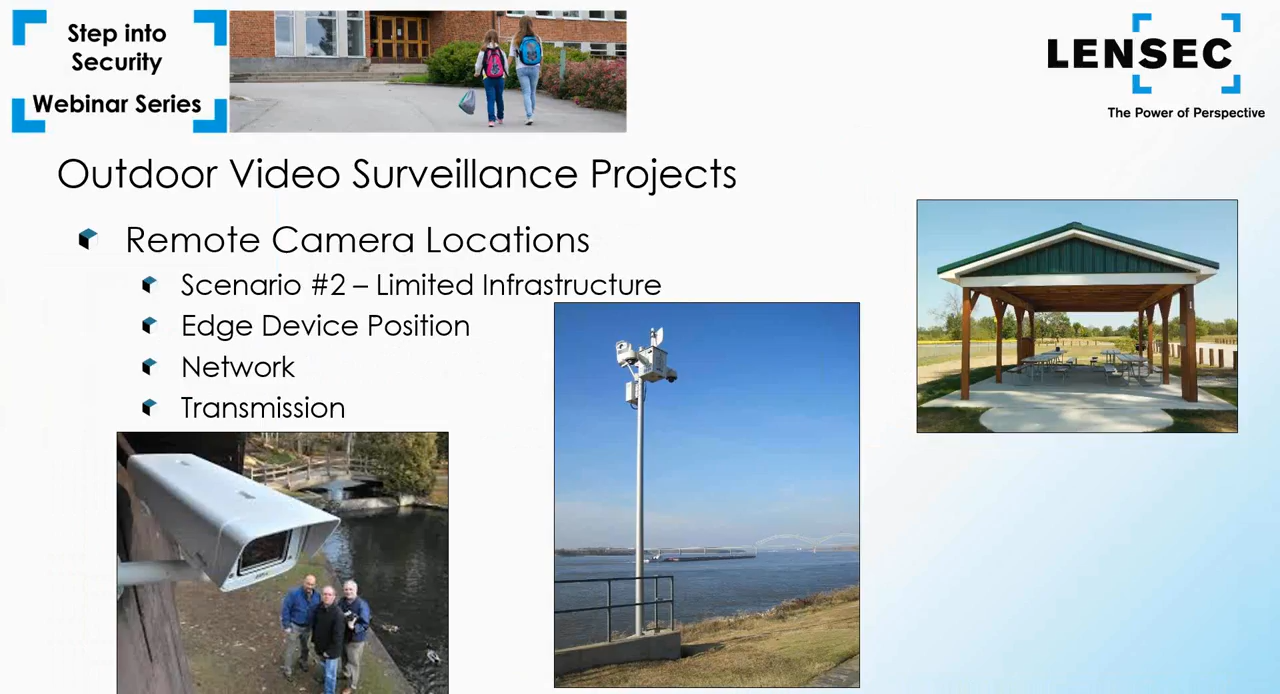 Step into
Security
Webinar Series
LENSEC
The Power of Perspective
Outdoor Video Surveillance Projects
Remote Camera Locations
Scenario #2 – Limited Infrastructure
Edge Device Position
Network
Transmission